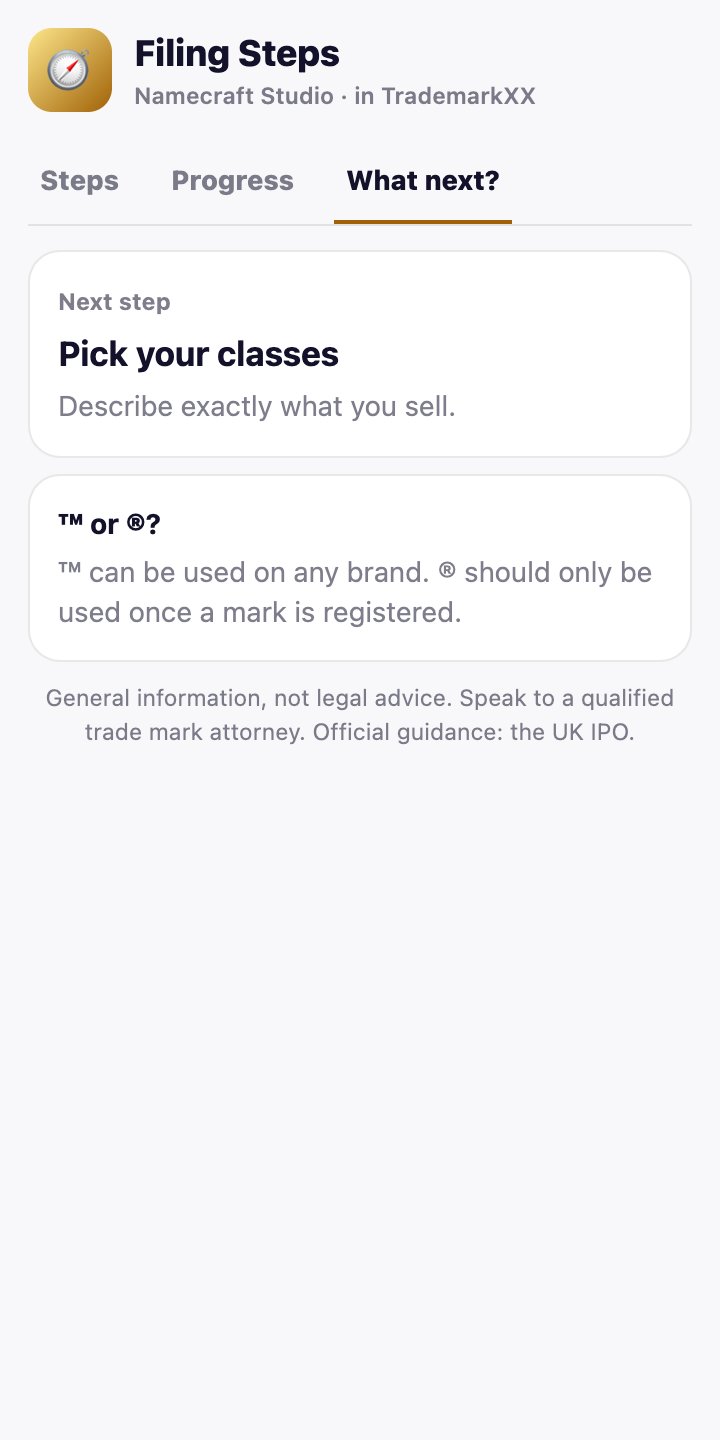 Filing Steps
Namecraft Studio · in TrademarkXX
Steps
Progress
What next?
Next step
Pick your classes
Describe exactly what you sell.
™ or ®?
™ can be used on any brand. ® should only be
used once a mark is registered.
General information, not legal advice. Speak to a qualified
trade mark attorney. Official guidance: the UK IPO.